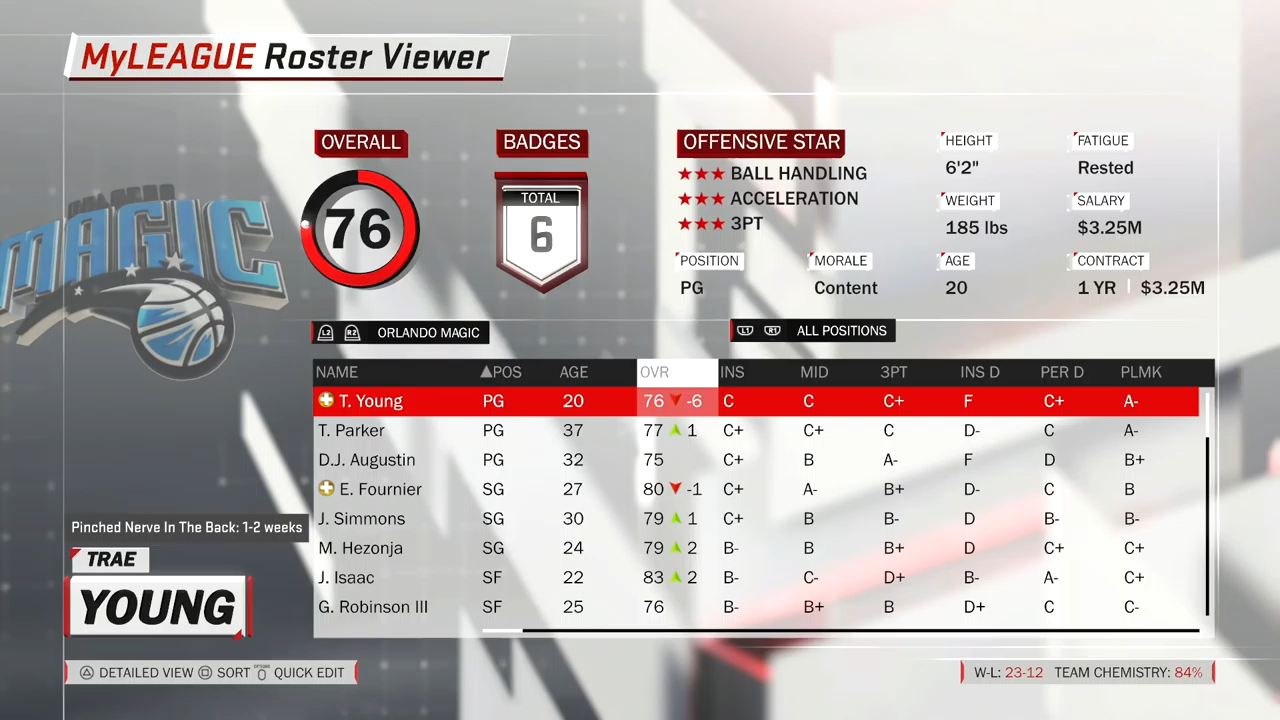 MyLEAGUE Roster Viewer
OVERALL
76
BADGES
TOTAL
6
OFFENSIVE STAR
★★★ BALL HANDLING
★★★ ACCELERATION
★★★ 3PT
HEIGHT
6'2"
FATIGUE
Rested
WEIGHT
185 lbs
SALARY
$3.25M
POSITION
PG
MORALE
Content
AGE
20
CONTRACT
1 YR | $3.25M
MAGIC
L2 R2 ORLANDO MAGIC
L1 R1 ALL POSITIONS
NAME ▲POS AGE OVR INS MID 3PT INS D PER D PLMK
T. Young PG 20 76 ▼ -6 C C C+ F C+ A-
T. Parker PG 37 77 ▲ 1 C+ C+ C D- C A-
D.J. Augustin PG 32 75 C+ B A- F D B+
E. Fournier SG 27 80 ▼ -1 C+ A- B+ D- C B
J. Simmons SG 30 79 ▲ 1 C+ B B- D B- B-
M. Hezonja SG 24 79 ▲ 2 B- B B+ D C+ C+
J. Isaac SF 22 83 ▲ 2 B- C- D+ B- A- C+
G. Robinson III SF 25 76 B- B+ B D+ C C-
Pinched Nerve In The Back: 1-2 weeks
TRAE
YOUNG
DETAILED VIEW SORT OPTIONS QUICK EDIT
W-L: 23-12 TEAM CHEMISTRY: 84%